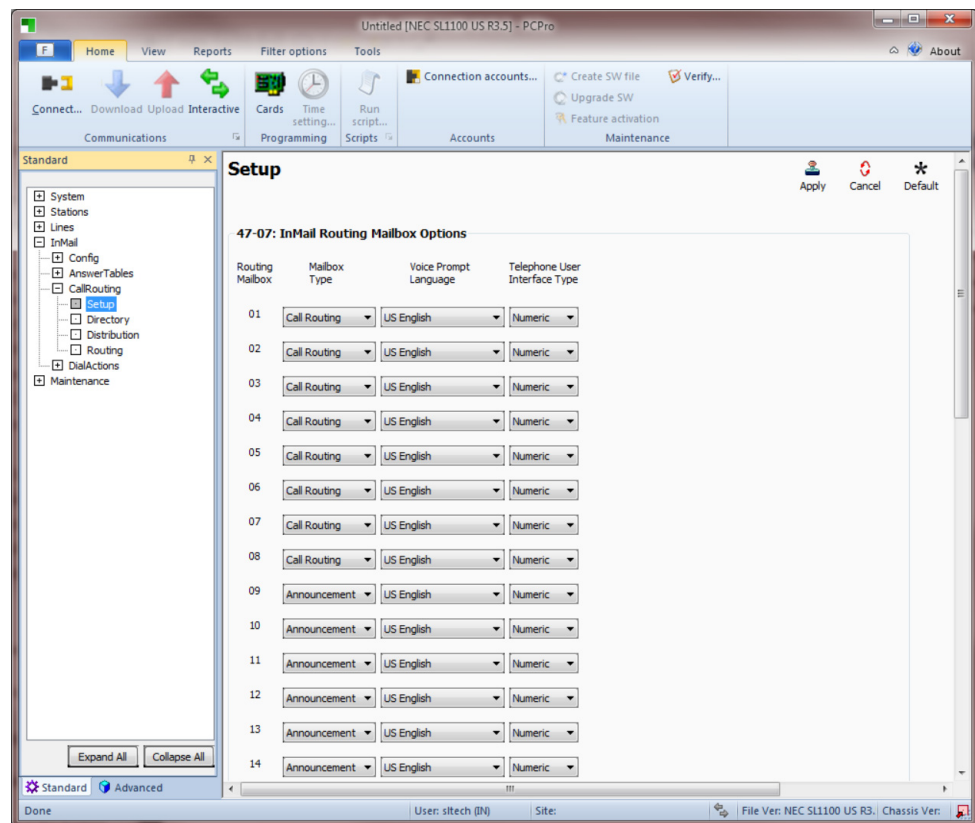 Untitled [NEC SL1100 US R3.5] - PCPro
F Home View Reports Filter options Tools About
Connect... Download Upload Interactive
Communications
Cards Time setting...
Programming
Run script...
Scripts
Connection accounts...
Accounts
Create SW file Verify...
Upgrade SW
Feature activation
Maintenance
Standard
System
Stations
Lines
InMail
Config
AnswerTables
CallRouting
Setup
Directory
Distribution
Routing
DialActions
Maintenance
Expand All Collapse All
Standard Advanced
Setup
Apply Cancel Default
47-07: InMail Routing Mailbox Options
Routing Mailbox Mailbox Type Voice Prompt Language Telephone User Interface Type
01 Call Routing US English Numeric
02 Call Routing US English Numeric
03 Call Routing US English Numeric
04 Call Routing US English Numeric
05 Call Routing US English Numeric
06 Call Routing US English Numeric
07 Call Routing US English Numeric
08 Call Routing US English Numeric
09 Announcement US English Numeric
10 Announcement US English Numeric
11 Announcement US English Numeric
12 Announcement US English Numeric
13 Announcement US English Numeric
14 Announcement US English Numeric
Done User: sltech (IN) Site: File Ver: NEC SL1100 US R3. Chassis Ver: